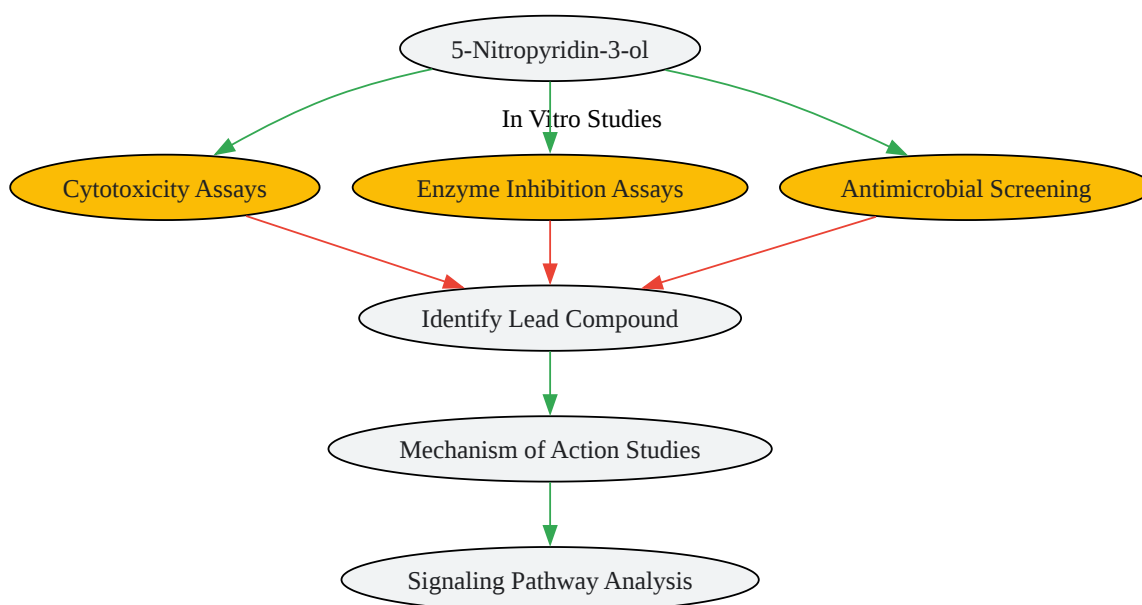 5-Nitropyridin-3-ol
In Vitro Studies
Cytotoxicity Assays
Enzyme Inhibition Assays
Antimicrobial Screening
Identify Lead Compound
Mechanism of Action Studies
Signaling Pathway Analysis